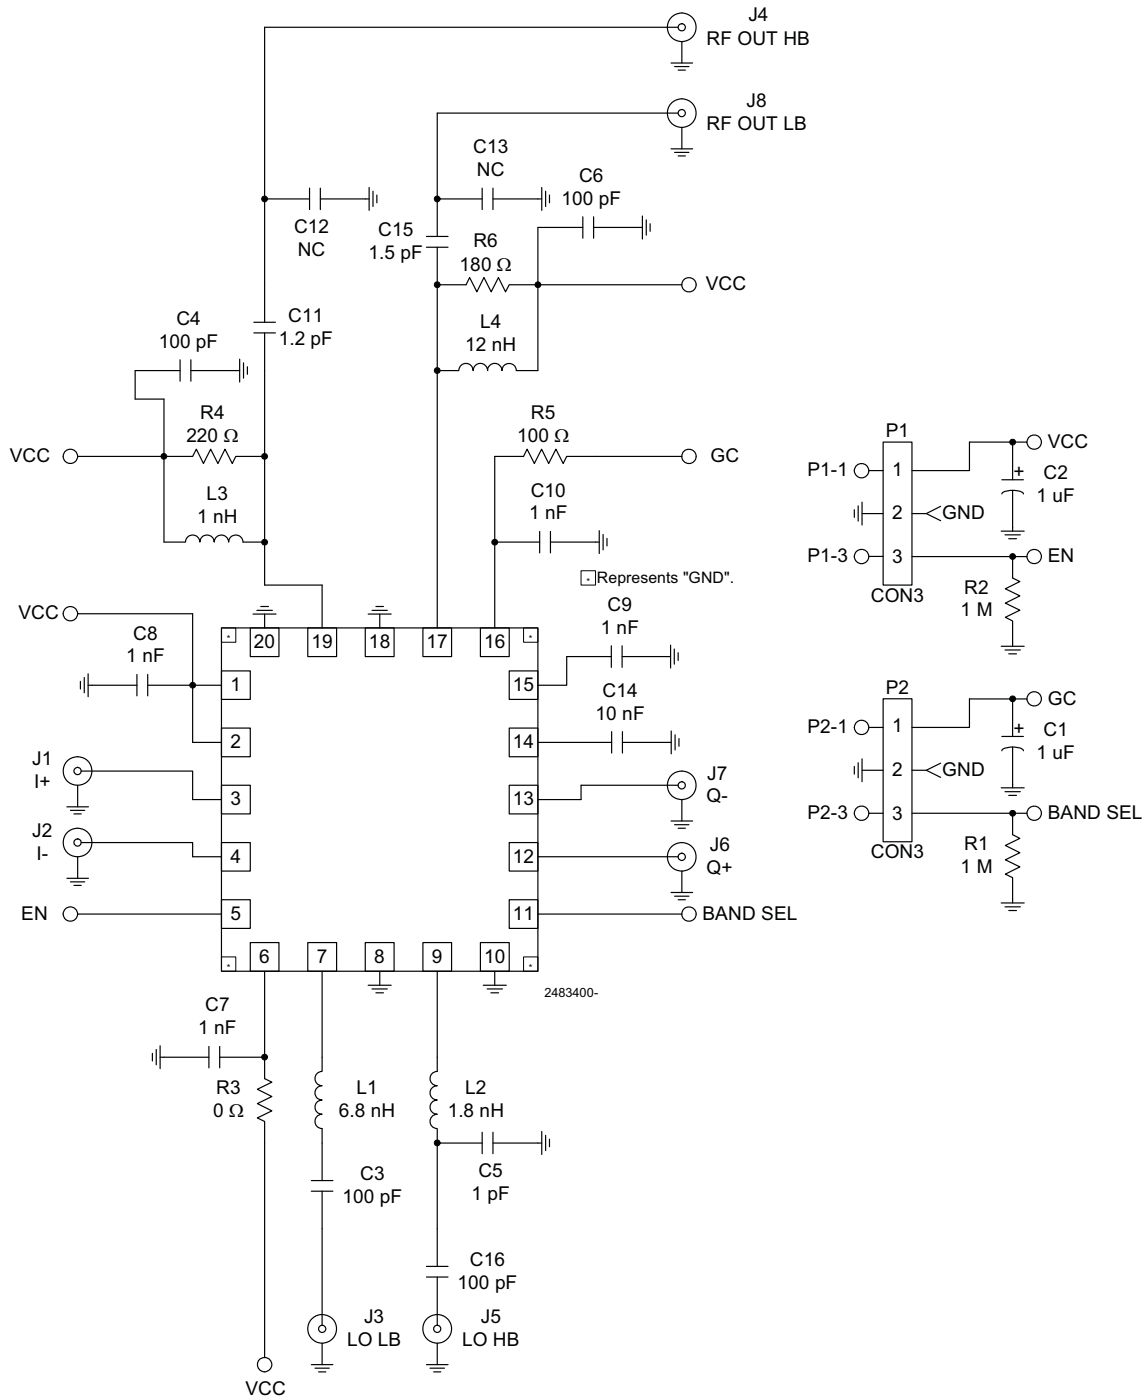 J4
RF OUT HB
J8
RF OUT LB
C13
NC
C6
100 pF
C12
NC
C15
1.5 pF
R6
180 Ω
VCC
C4
100 pF
C11
1.2 pF
L4
12 nH
R4
220 Ω
VCC
L3
1 nH
R5
100 Ω
GC
C10
1 nF
P1
P1-1
1
VCC
C2
1 uF
+
2
GND
P1-3
3
EN
CON3
R2
1 M
Represents "GND".
VCC
C8
1 nF
C9
1 nF
C14
10 nF
20
19
18
17
16
1
15
2
14
3
13
4
12
5
11
6
7
8
9
10
J1
I+
J2
I-
EN
J7
Q-
J6
Q+
BAND SEL
P2
P2-1
1
GC
C1
1 uF
+
2
GND
P2-3
3
BAND SEL
CON3
R1
1 M
2483400-
C7
1 nF
R3
0 Ω
L1
6.8 nH
L2
1.8 nH
C3
100 pF
C5
1 pF
C16
100 pF
J3
LO LB
J5
LO HB
VCC